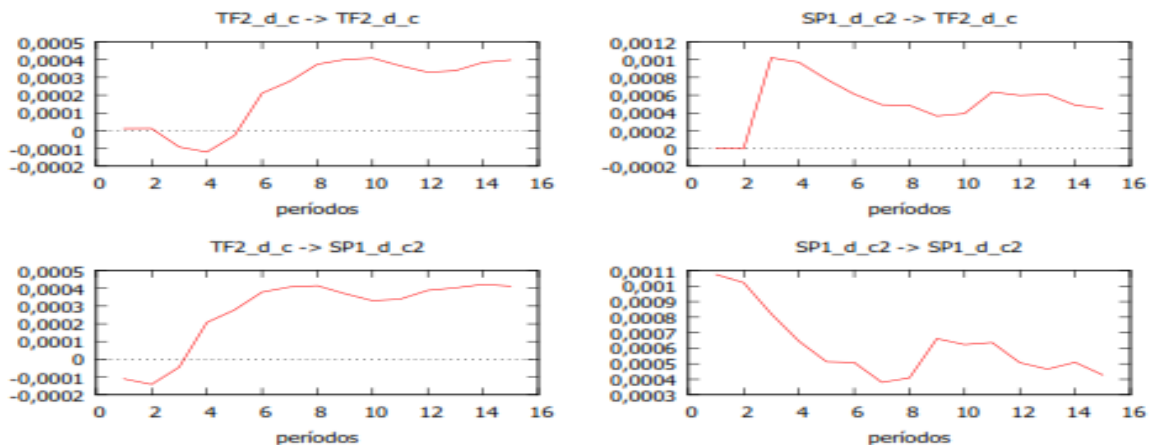 TF2_d_c -> TF2_d_c
0,0005
0,0004
0,0003
0,0002
0,0001
0
-0,0001
-0,0002
0 2 4 6 8 10 12 14 16
períodos
SP1_d_c2 -> TF2_d_c
0,0012
0,001
0,0008
0,0006
0,0004
0,0002
0
-0,0002
0 2 4 6 8 10 12 14 16
períodos
TF2_d_c -> SP1_d_c2
0,0005
0,0004
0,0003
0,0002
0,0001
0
-0,0001
-0,0002
0 2 4 6 8 10 12 14 16
períodos
SP1_d_c2 -> SP1_d_c2
0,0011
0,001
0,0009
0,0008
0,0007
0,0006
0,0005
0,0004
0,0003
0 2 4 6 8 10 12 14 16
períodos